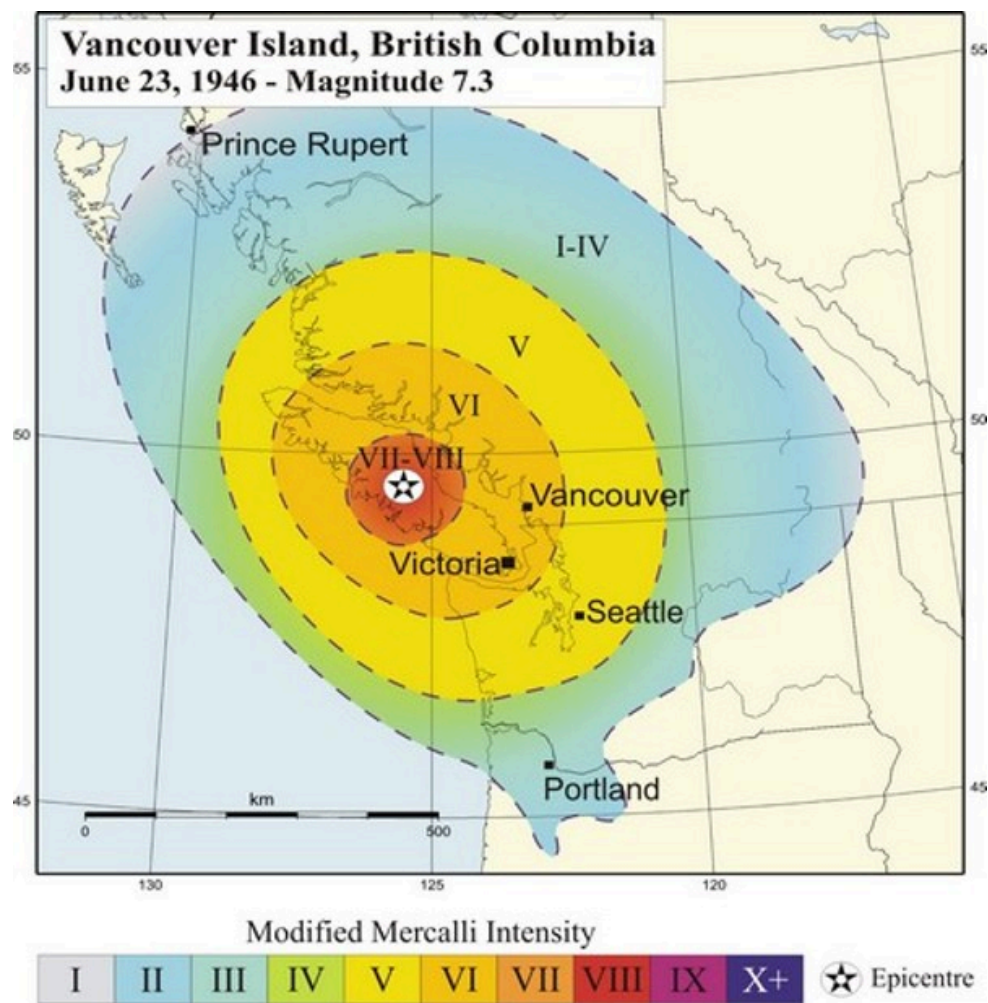 Vancouver Island, British Columbia
June 23, 1946 - Magnitude 7.3
55
55
Prince Rupert
I-IV
V
VI
50
50
VII-VIII
Vancouver
Victoria
Seattle
Portland
45
45
km
0
500
130
125
120
Modified Mercalli Intensity
I II III IV V VI VII VIII IX X+
Epicentre